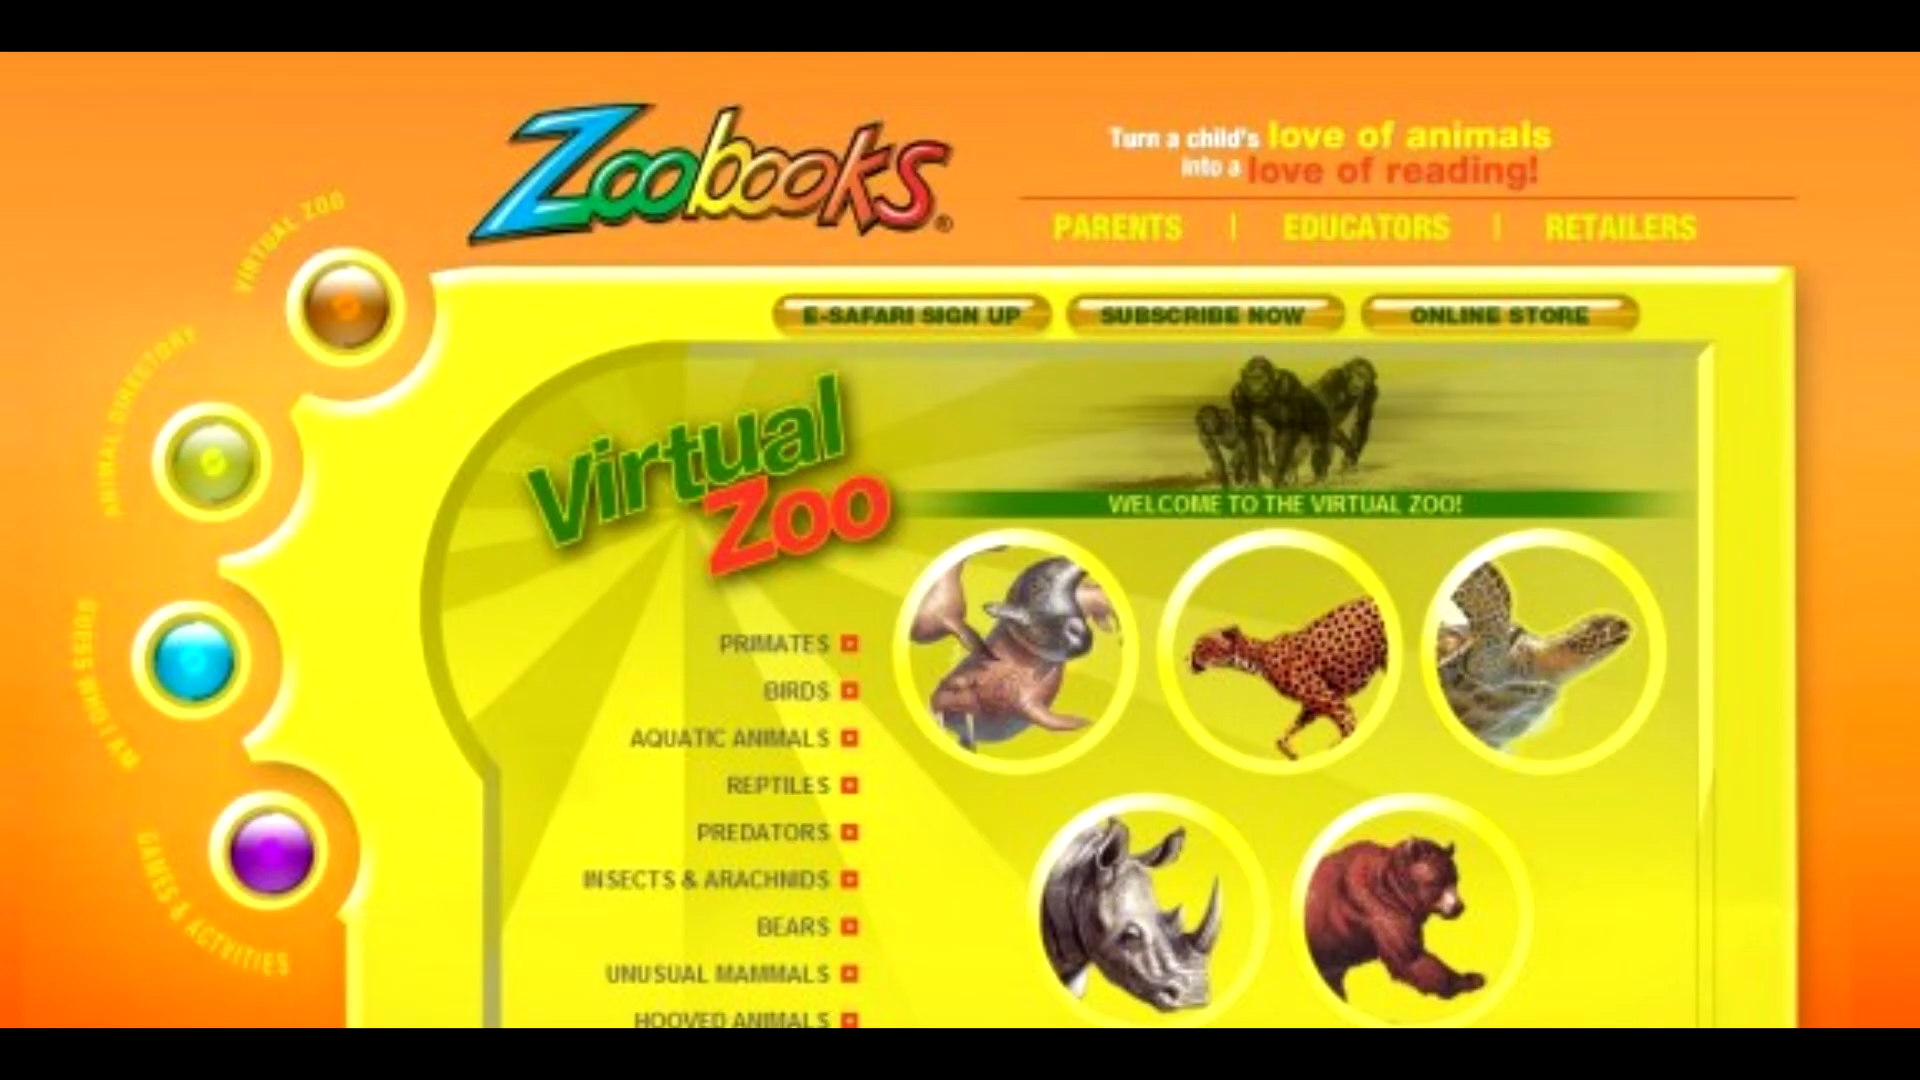 Zoobooks®
Turn a child's love of animals
into a love of reading!
PARENTS | EDUCATORS | RETAILERS
VIRTUAL ZOO
ANIMAL DIRECTORY
GUESS WHO I AM
GAMES & ACTIVITIES
E-SAFARI SIGN UP
SUBSCRIBE NOW
ONLINE STORE
Virtual
Zoo
WELCOME TO THE VIRTUAL ZOO!
PRIMATES
BIRDS
AQUATIC ANIMALS
REPTILES
PREDATORS
INSECTS & ARACHNIDS
BEARS
UNUSUAL MAMMALS
HOOVED ANIMALS